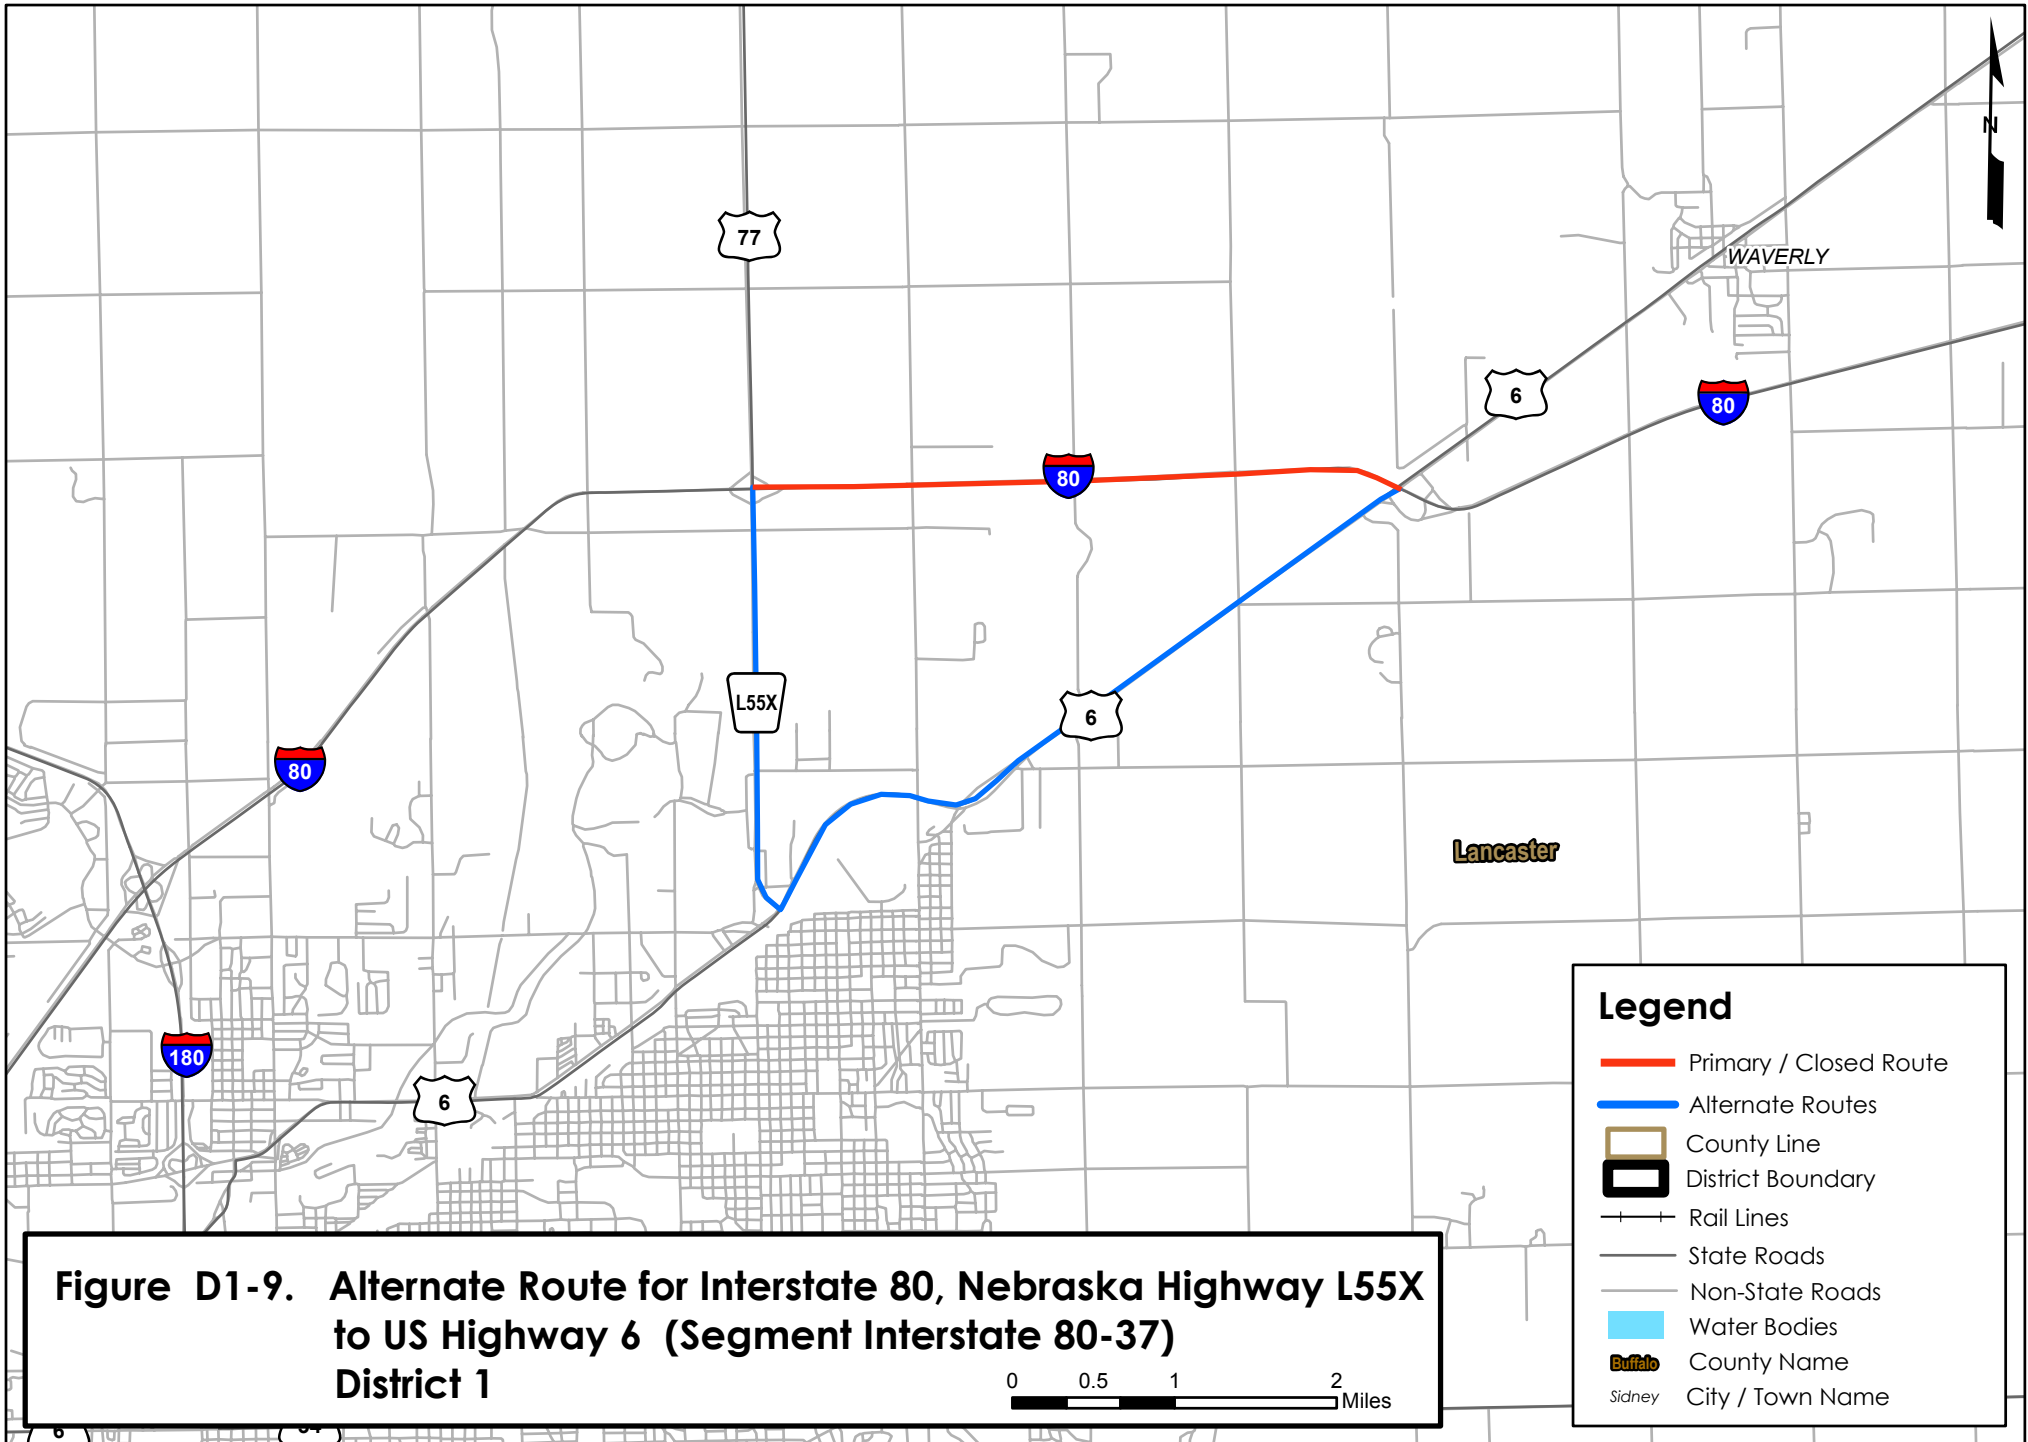 N
77
WAVERLY
6
80
80
L55X
6
80
Lancaster
180
6
Legend
Primary / Closed Route
Alternate Routes
County Line
District Boundary
Rail Lines
State Roads
Non-State Roads
Water Bodies
Buffalo County Name
Sidney City / Town Name
Figure D1-9. Alternate Route for Interstate 80, Nebraska Highway L55X
to US Highway 6 (Segment Interstate 80-37)
District 1
0 0.5 1 2
Miles
6